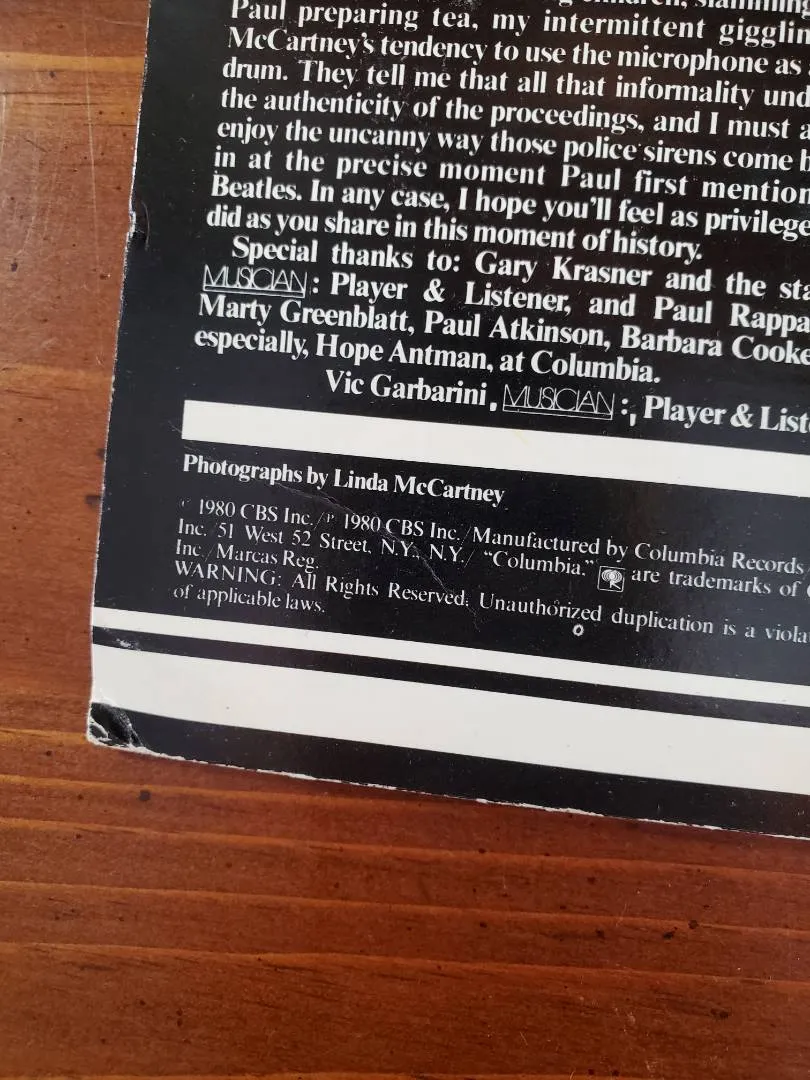 children, slamming
Paul preparing tea, my intermittent gigglin
McCartney's tendency to use the microphone as
drum. They tell me that all that informality und
the authenticity of the proceedings, and I must a
enjoy the uncanny way those police sirens come b
in at the precise moment Paul first mention
Beatles. In any case, I hope you'll feel as privilege
did as you share in this moment of history.
Special thanks to: Gary Krasner and the sta
MUSICIAN: Player & Listener, and Paul Rappa
Marty Greenblatt, Paul Atkinson, Barbara Cooke
especially, Hope Antman, at Columbia.
Vic Garbarini, MUSICIAN:, Player & Liste
Photographs by Linda McCartney
© 1980 CBS Inc./℗ 1980 CBS Inc./Manufactured by Columbia Records/
Inc./51 West 52 Street, N.Y., N.Y./ "Columbia," are trademarks of C
Inc./Marcas Reg.
WARNING: All Rights Reserved. Unauthorized duplication is a viola
of applicable laws.